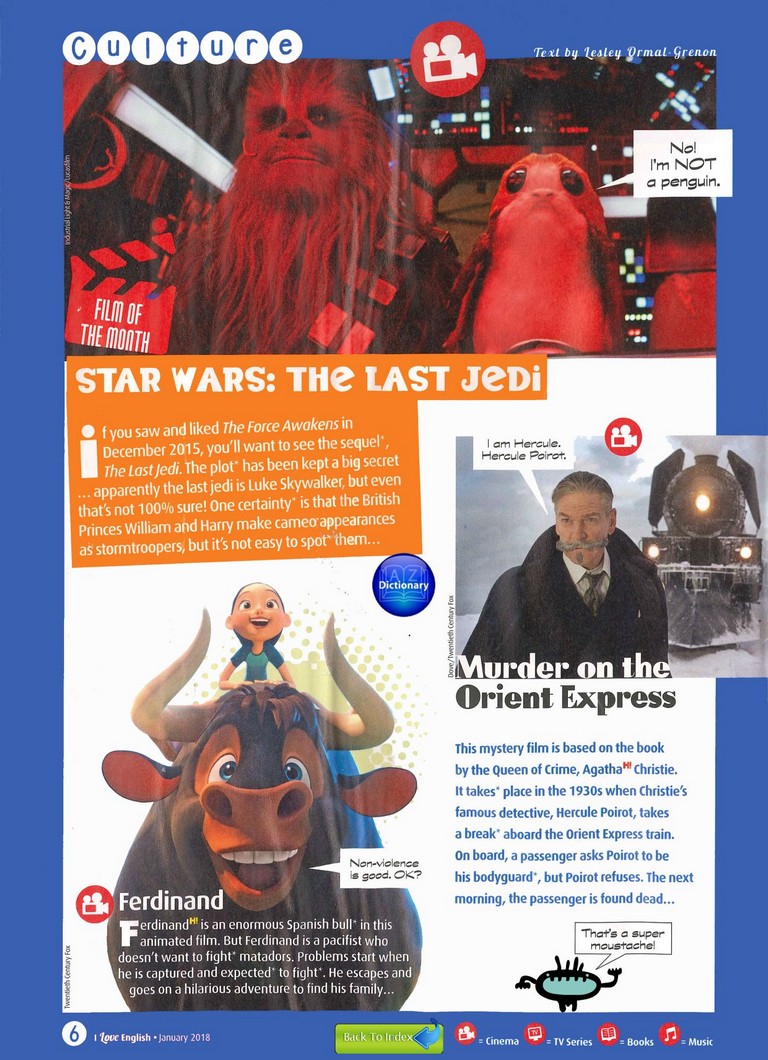 Culture
Text by Lesley Ormal-Grenon
Industrial Light & Magic/Lucasfilm
No!
I'm NOT
a penguin.
FILM OF
THE MONTH
STAR WARS: THE LAST JEDI
if you saw and liked The Force Awakens in
December 2015, you'll want to see the sequel*,
The Last Jedi. The plot* has been kept a big secret
... apparently the last jedi is Luke Skywalker, but even
that's not 100% sure! One certainty* is that the British
Princes William and Harry make cameo appearances
as stormtroopers, but it's not easy to spot* them...
A Z
Dictionary
I am Hercule.
Hercule Poirot.
Dove/Twentieth Century Fox
Murder on the
Orient Express
This mystery film is based on the book
by the Queen of Crime, Agatha H! Christie.
It takes* place in the 1930s when Christie's
famous detective, Hercule Poirot, takes
a break* aboard the Orient Express train.
On board, a passenger asks Poirot to be
his bodyguard*, but Poirot refuses. The next
morning, the passenger is found dead...
That's a super
moustache!
Non-violence
is good. OK?
Ferdinand
Ferdinand H! is an enormous Spanish bull* in this
animated film. But Ferdinand is a pacifist who
doesn't want to fight* matadors. Problems start when
he is captured and expected* to fight*. He escapes and
goes on a hilarious adventure to find his family...
Twentieth Century Fox
6 I Love English • January 2018
Back To Index
= Cinema = TV Series = Books = Music